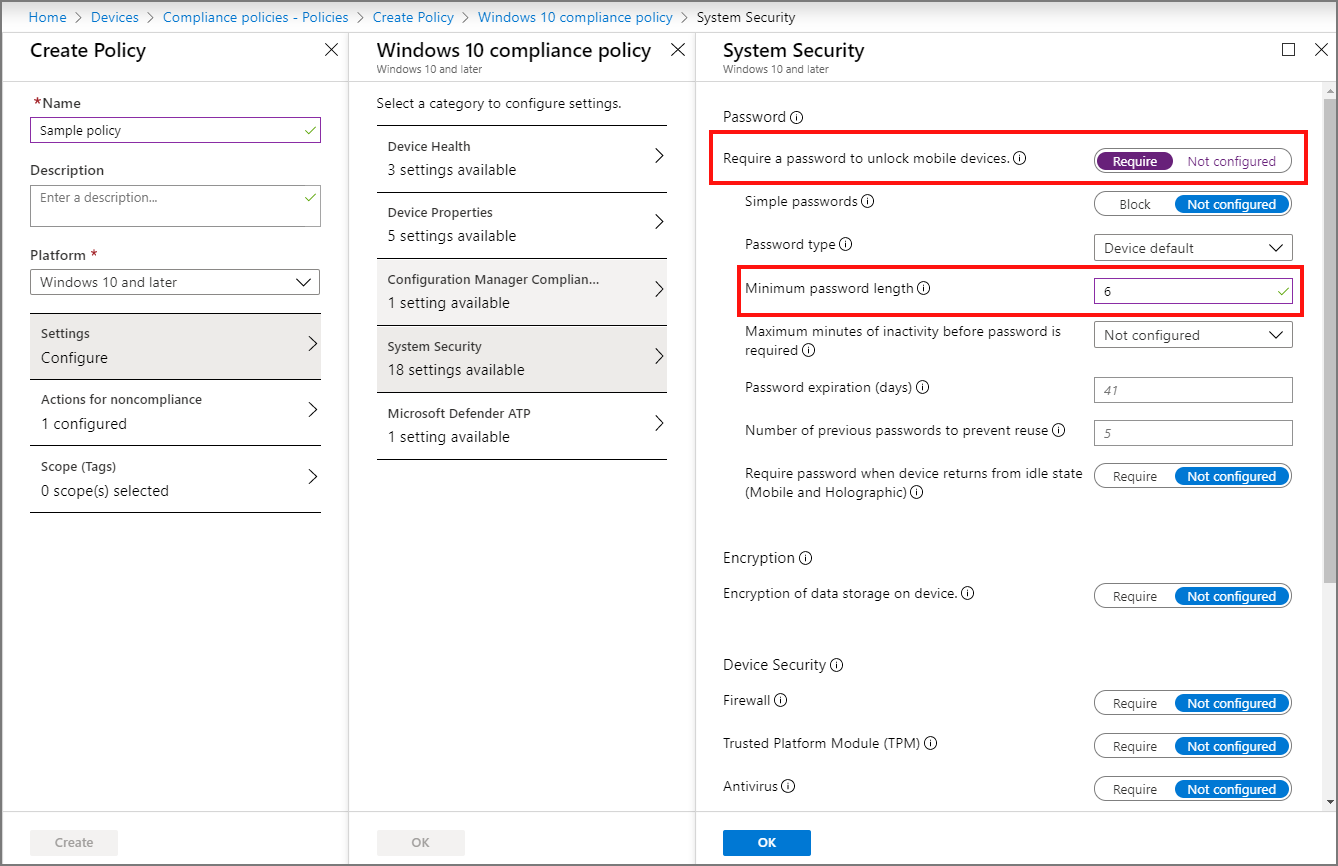 Home > Devices > Compliance policies - Policies > Create Policy > Windows 10 compliance policy > System Security
Create Policy
*Name
Sample policy
Description
Enter a description...
Platform *
Windows 10 and later
Settings
Configure
Actions for noncompliance
1 configured
Scope (Tags)
0 scope(s) selected
Create
Windows 10 compliance policy
Windows 10 and later
Select a category to configure settings.
Device Health
3 settings available
Device Properties
5 settings available
Configuration Manager Complian...
1 setting available
System Security
18 settings available
Microsoft Defender ATP
1 setting available
OK
System Security
Windows 10 and later
Password
Require a password to unlock mobile devices. Require Not configured
Simple passwords Block Not configured
Password type Device default
Minimum password length 6
Maximum minutes of inactivity before password is
required Not configured
Password expiration (days) 41
Number of previous passwords to prevent reuse 5
Require password when device returns from idle state
(Mobile and Holographic) Require Not configured
Encryption
Encryption of data storage on device. Require Not configured
Device Security
Firewall Require Not configured
Trusted Platform Module (TPM) Require Not configured
Antivirus Require Not configured
OK